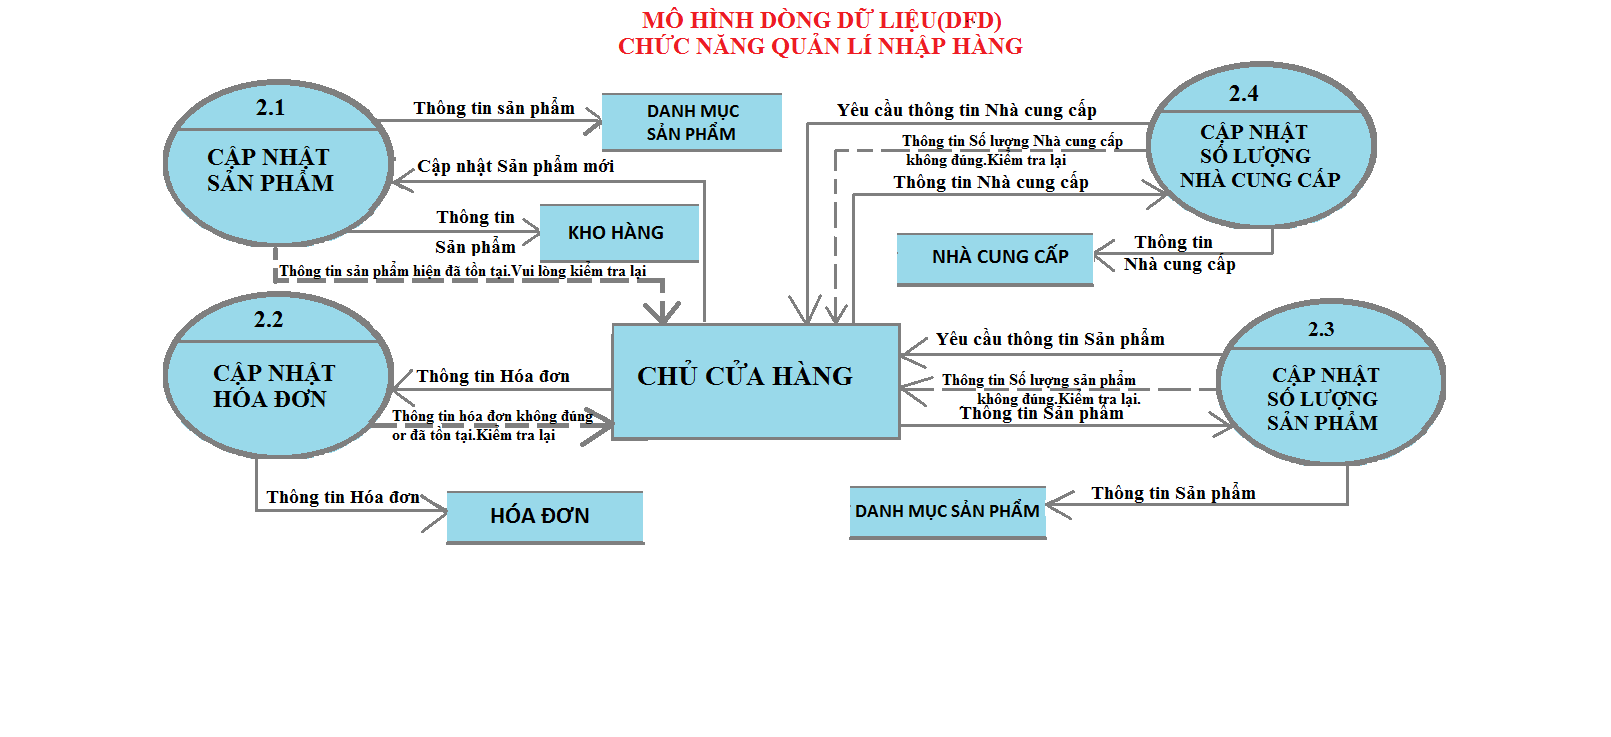 MÔ HÌNH DÒNG DỮ LIỆU(DFD)
CHỨC NĂNG QUẢN LÍ NHẬP HÀNG
2.1
CẬP NHẬT
SẢN PHẨM
Thông tin sản phẩm
DANH MỤC
SẢN PHẨM
Cập nhật Sản phẩm mới
Thông tin
Sản phẩm
KHO HÀNG
Thông tin sản phẩm hiện đã tồn tại.Vui lòng kiểm tra lại
2.4
CẬP NHẬT
SỐ LƯỢNG
NHÀ CUNG CẤP
Yêu cầu thông tin Nhà cung cấp
Thông tin Số lượng Nhà cung cấp
không đúng.Kiểm tra lại
Thông tin Nhà cung cấp
NHÀ CUNG CẤP
Thông tin
Nhà cung cấp
2.2
CẬP NHẬT
HÓA ĐƠN
Thông tin Hóa đơn
Thông tin hóa đơn không đúng
or đã tồn tại.Kiểm tra lại
CHỦ CỬA HÀNG
Yêu cầu thông tin Sản phẩm
Thông tin Số lượng sản phẩm
không đúng.Kiểm tra lại.
Thông tin Sản phẩm
2.3
CẬP NHẬT
SỐ LƯỢNG
SẢN PHẨM
Thông tin Hóa đơn
HÓA ĐƠN
DANH MỤC SẢN PHẨM
Thông tin Sản phẩm